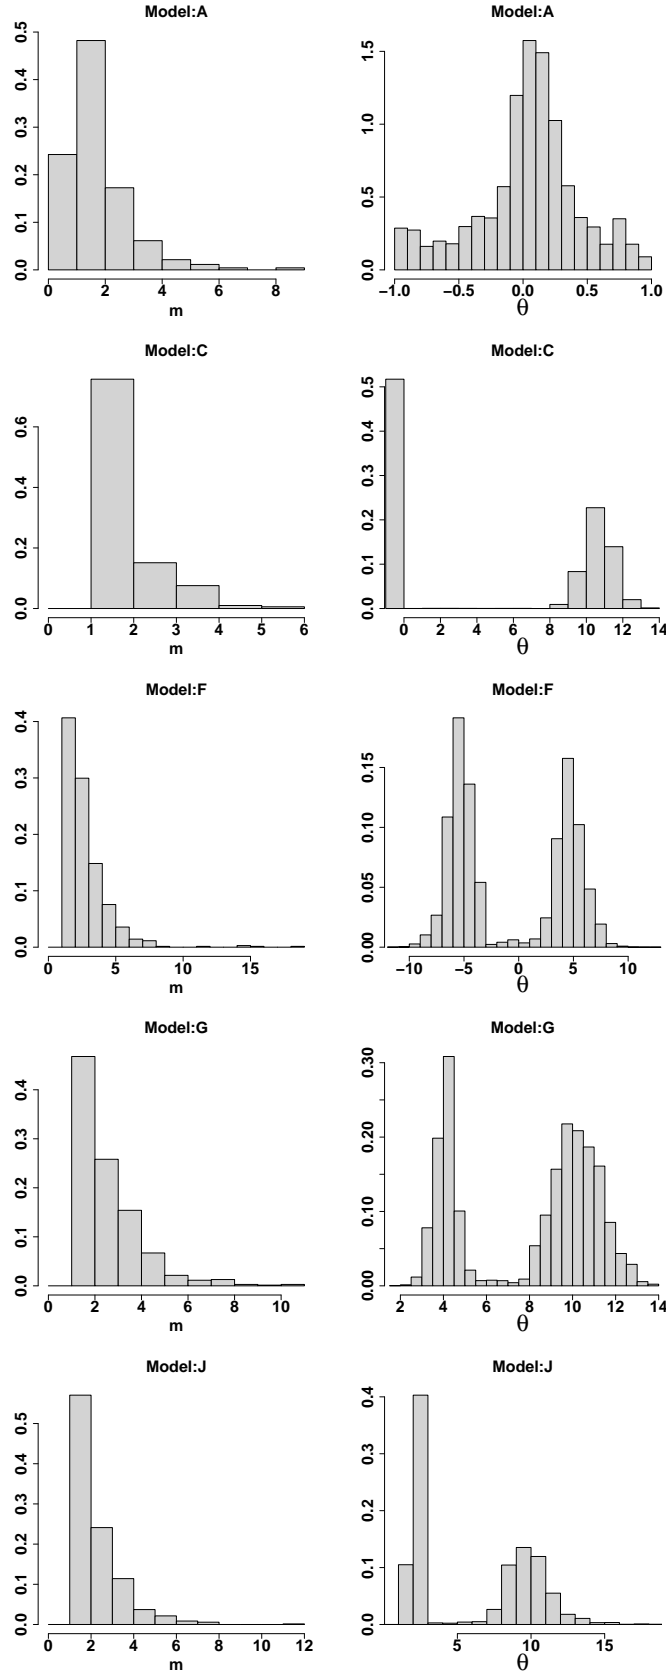 Model:A Model:A
0.5
0.4
0.3
0.2
0.1
0.0
0 2 4 6 8
m
1.5
1.0
0.5
0.0
−1.0 −0.5 0.0 0.5 1.0
θ
Model:C Model:C
0.6
0.4
0.2
0.0
0 1 2 3 4 5 6
m
0.5
0.4
0.3
0.2
0.1
0.0
0 2 4 6 8 10 12 14
θ
Model:F Model:F
0.4
0.3
0.2
0.1
0.0
0 5 10 15
m
0.15
0.10
0.05
0.00
−10 −5 0 5 10
θ
Model:G Model:G
0.4
0.3
0.2
0.1
0.0
0 2 4 6 8 10
m
0.30
0.20
0.10
0.00
2 4 6 8 10 12 14
θ
Model:J Model:J
0.5
0.4
0.3
0.2
0.1
0.0
0 2 4 6 8 10 12
m
0.4
0.3
0.2
0.1
0.0
5 10 15
θ